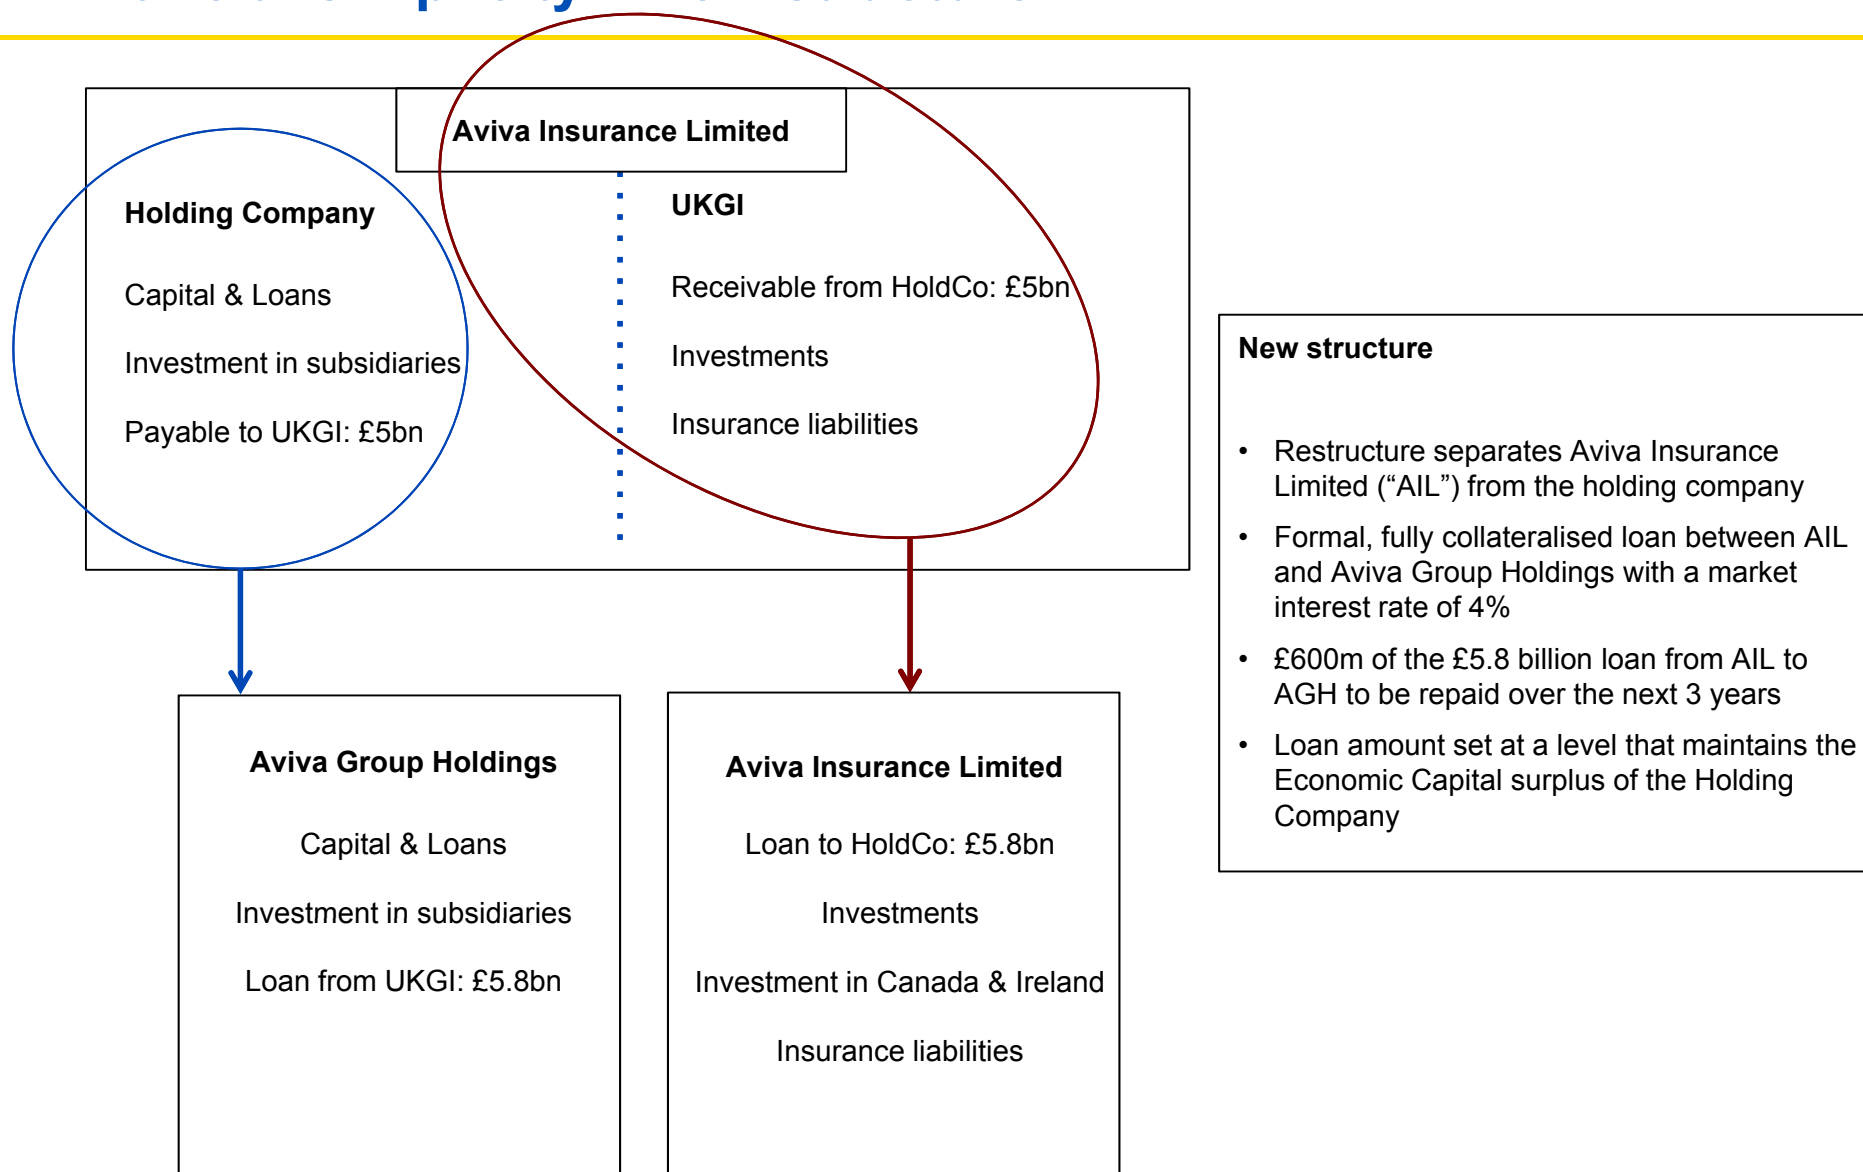 Aviva Insurance Limited
Holding Company
Capital & Loans
Investment in subsidiaries
Payable to UKGI: £5bn
UKGI
Receivable from HoldCo: £5bn
Investments
Insurance liabilities
New structure
• Restructure separates Aviva Insurance
Limited (“AIL”) from the holding company
• Formal, fully collateralised loan between AIL
and Aviva Group Holdings with a market
interest rate of 4%
• £600m of the £5.8 billion loan from AIL to
AGH to be repaid over the next 3 years
• Loan amount set at a level that maintains the
Economic Capital surplus of the Holding
Company
Aviva Group Holdings
Capital & Loans
Investment in subsidiaries
Loan from UKGI: £5.8bn
Aviva Insurance Limited
Loan to HoldCo: £5.8bn
Investments
Investment in Canada & Ireland
Insurance liabilities